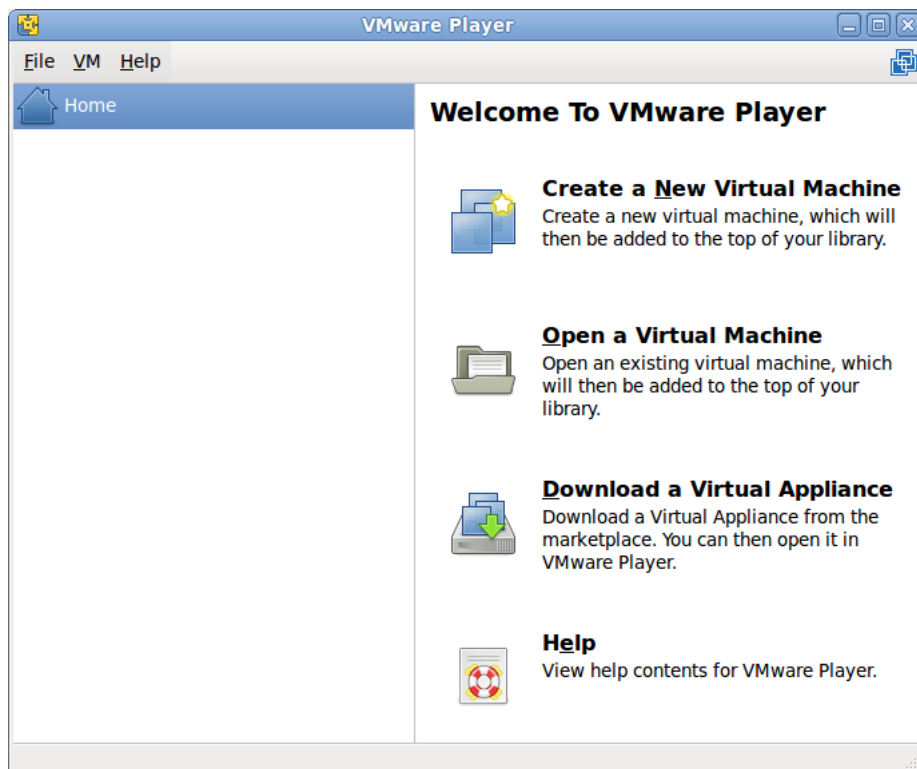 VMware Player
File VM Help
Home
Welcome To VMware Player
Create a New Virtual Machine
Create a new virtual machine, which will
then be added to the top of your library.
Open a Virtual Machine
Open an existing virtual machine, which
will then be added to the top of your
library.
Download a Virtual Appliance
Download a Virtual Appliance from the
marketplace. You can then open it in
VMware Player.
Help
View help contents for VMware Player.